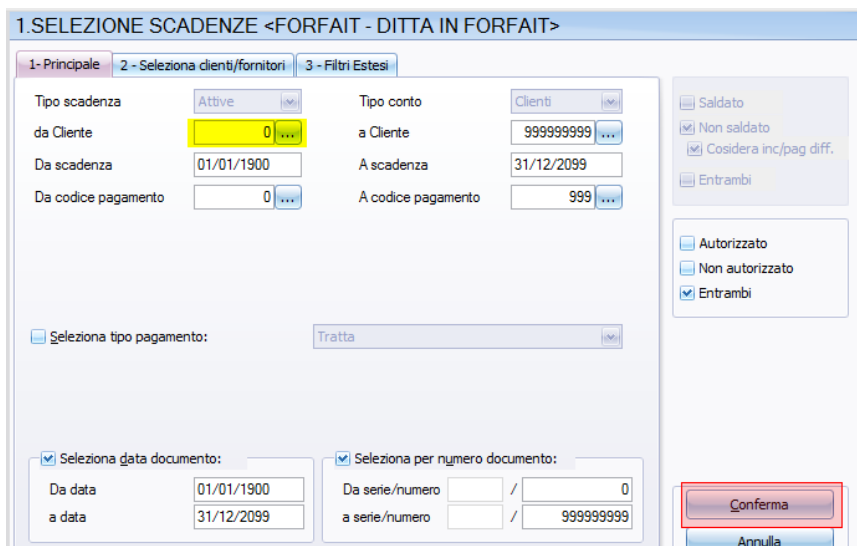 1.SELEZIONE SCADENZE <FORFAIT - DITTA IN FORFAIT>
1- Principale 2 - Seleziona clienti/fornitori 3 - Filtri Estesi
Tipo scadenza Attive Tipo conto Clienti
da Cliente 0 ... a Cliente 999999999 ...
Da scadenza 01/01/1900 A scadenza 31/12/2099
Da codice pagamento 0 ... A codice pagamento 999 ...
Seleziona tipo pagamento: Tratta
Seleziona data documento:
Da data 01/01/1900
a data 31/12/2099
Seleziona per numero documento:
Da serie/numero / 0
a serie/numero / 999999999
Saldato
Non saldato
Cosidera inc/pag diff.
Entrambi
Autorizzato
Non autorizzato
Entrambi
Conferma
Annulla